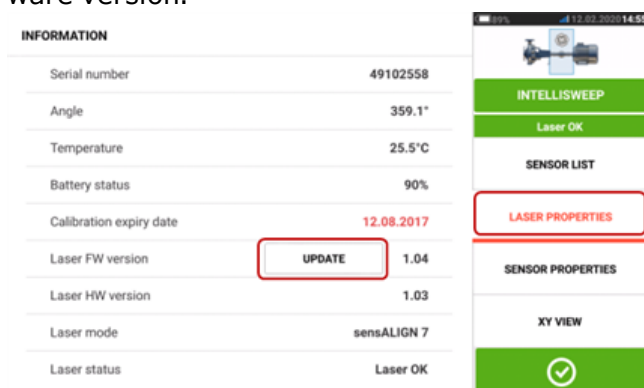 ware version.
INFORMATION
Serial number 49102558
Angle 359.1°
Temperature 25.5°C
Battery status 90%
Calibration expiry date 12.08.2017
Laser FW version UPDATE 1.04
Laser HW version 1.03
Laser mode sensALIGN 7
Laser status Laser OK
89% 12.02.2020 14:55
INTELLISWEEP
Laser OK
SENSOR LIST
LASER PROPERTIES
SENSOR PROPERTIES
XY VIEW